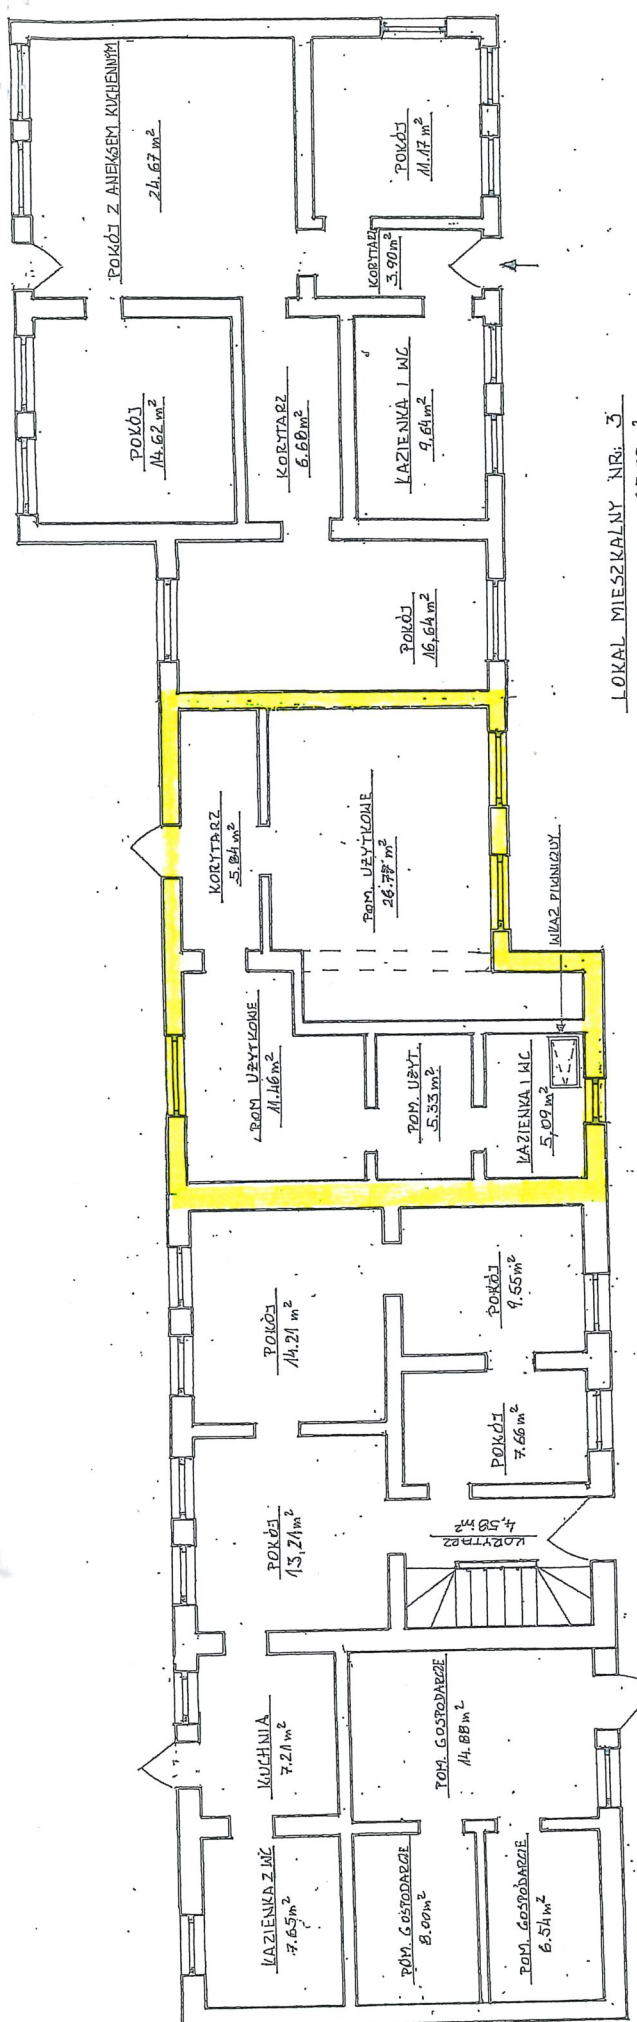 POKÓJ Z ANEKSEM KUCHENNYM
24.67 m²
POKÓJ
11.17 m²
KORYTARZ
3.90 m²
POKÓJ
14.62 m²
KORYTARZ
6.60 m²
ŁAZIENKA I WC
9,64 m²
POKÓJ
16,64 m²
LOKAL MIESZKALNY NR: 3
KORYTARZ
5.84 m²
POM. UŻYTKOWE
WŁAZ PIWNICZNY
POM UŻYTKOWE
11.46 m²
POM. UŻYT.
5.33 m²
ŁAZIENKA I WC
5,09 m²
POKÓJ
14.21 m²
POKÓJ
9.55 m²
POKÓJ
7.66 m²
POKÓJ
13,21 m²
KORYTARZ
4,58 m²
KUCHNIA
7.21 m²
POM. GOSPODARCZE
14.88 m²
ŁAZIENKA Z WC
7.65 m²
POM. GOSPODARCZE
8.00 m²
POM. GOSPODARCZE
6.54 m²